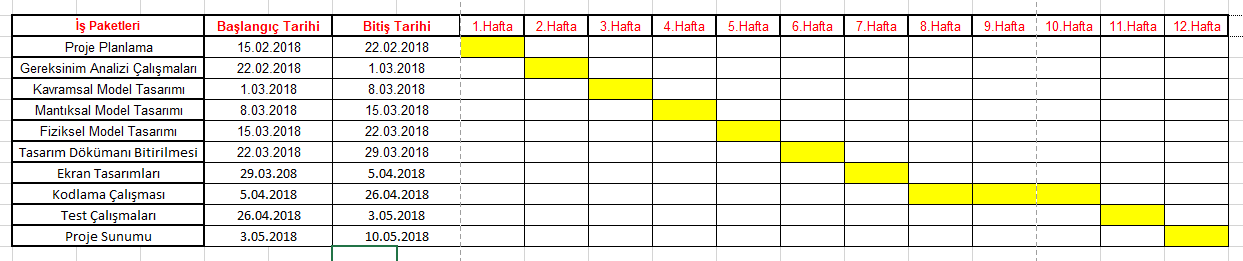 İş Paketleri Başlangıç Tarihi Bitiş Tarihi 1.Hafta 2.Hafta 3.Hafta 4.Hafta 5.Hafta 6.Hafta 7.Hafta 8.Hafta 9.Hafta 10.Hafta 11.Hafta 12.Hafta
Proje Planlama 15.02.2018 22.02.2018
Gereksinim Analizi Çalışmaları 22.02.2018 1.03.2018
Kavramsal Model Tasarımı 1.03.2018 8.03.2018
Mantıksal Model Tasarımı 8.03.2018 15.03.2018
Fiziksel Model Tasarımı 15.03.2018 22.03.2018
Tasarım Dökümanı Bitirilmesi 22.03.2018 29.03.2018
Ekran Tasarımları 29.03.208 5.04.2018
Kodlama Çalışması 5.04.2018 26.04.2018
Test Çalışmaları 26.04.2018 3.05.2018
Proje Sunumu 3.05.2018 10.05.2018